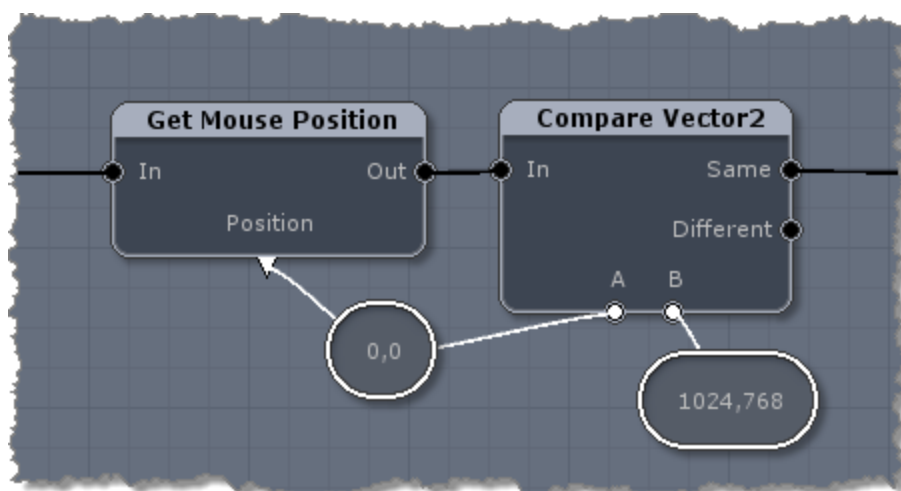 Get Mouse Position
In
Out
Position
Compare Vector2
In
Same
Different
A
B
0,0
1024,768